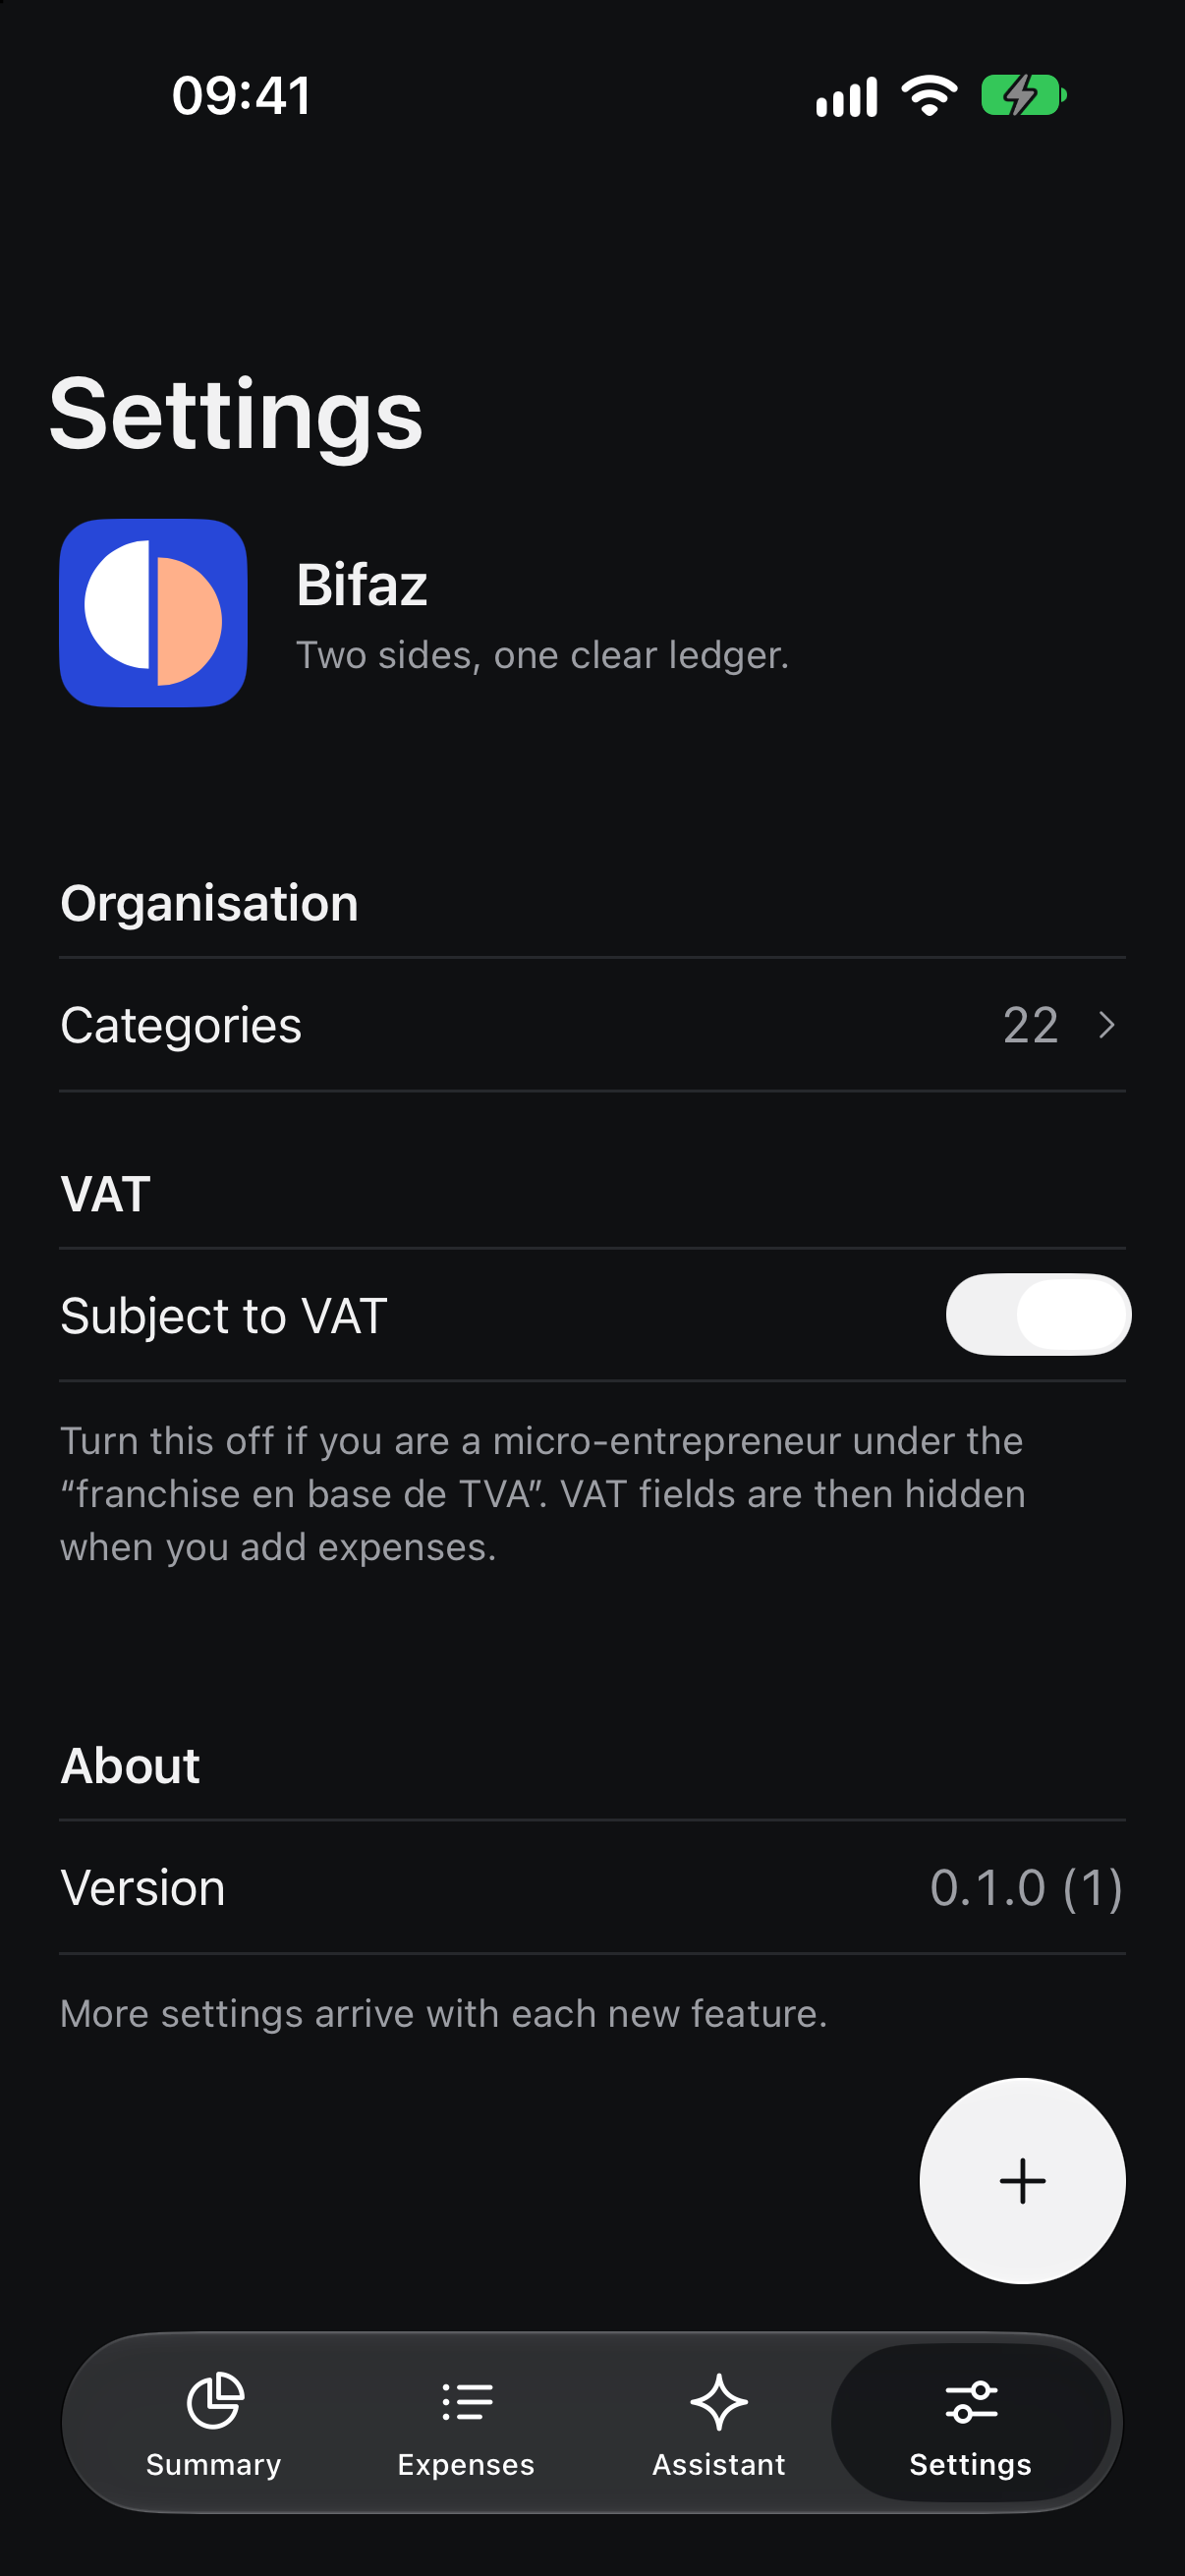 09:41
Settings
Bifaz
Two sides, one clear ledger.
Organisation
Categories 22
VAT
Subject to VAT
Turn this off if you are a micro-entrepreneur under the
“franchise en base de TVA”. VAT fields are then hidden
when you add expenses.
About
Version 0.1.0 (1)
More settings arrive with each new feature.
Summary Expenses Assistant Settings